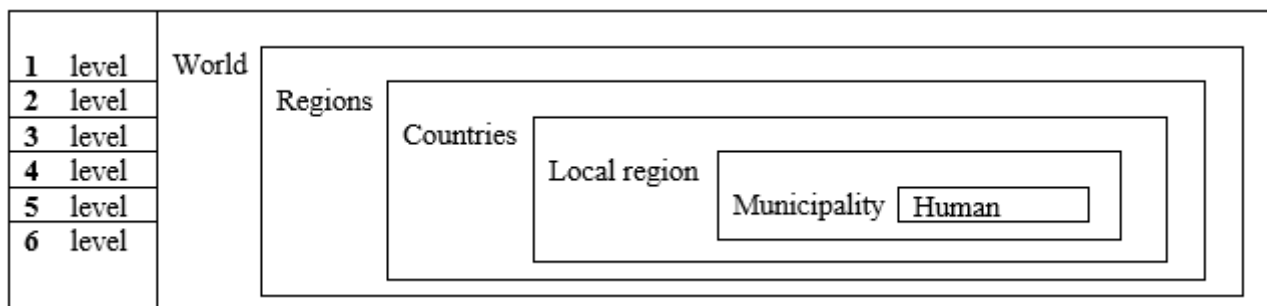 1 level World
2 level Regions
3 level Countries
4 level Local region
5 level Municipality Human
6 level